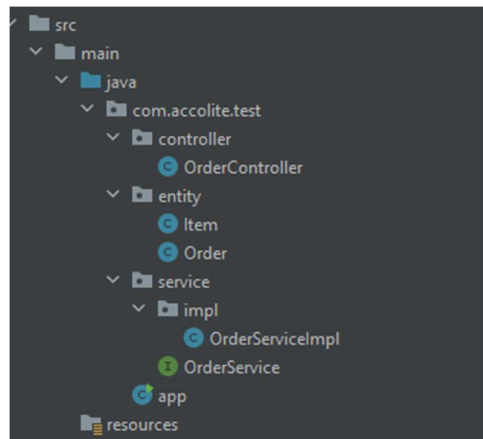 src
main
java
com.accolite.test
controller
OrderController
entity
Item
Order
service
impl
OrderServiceImpl
OrderService
app
resources